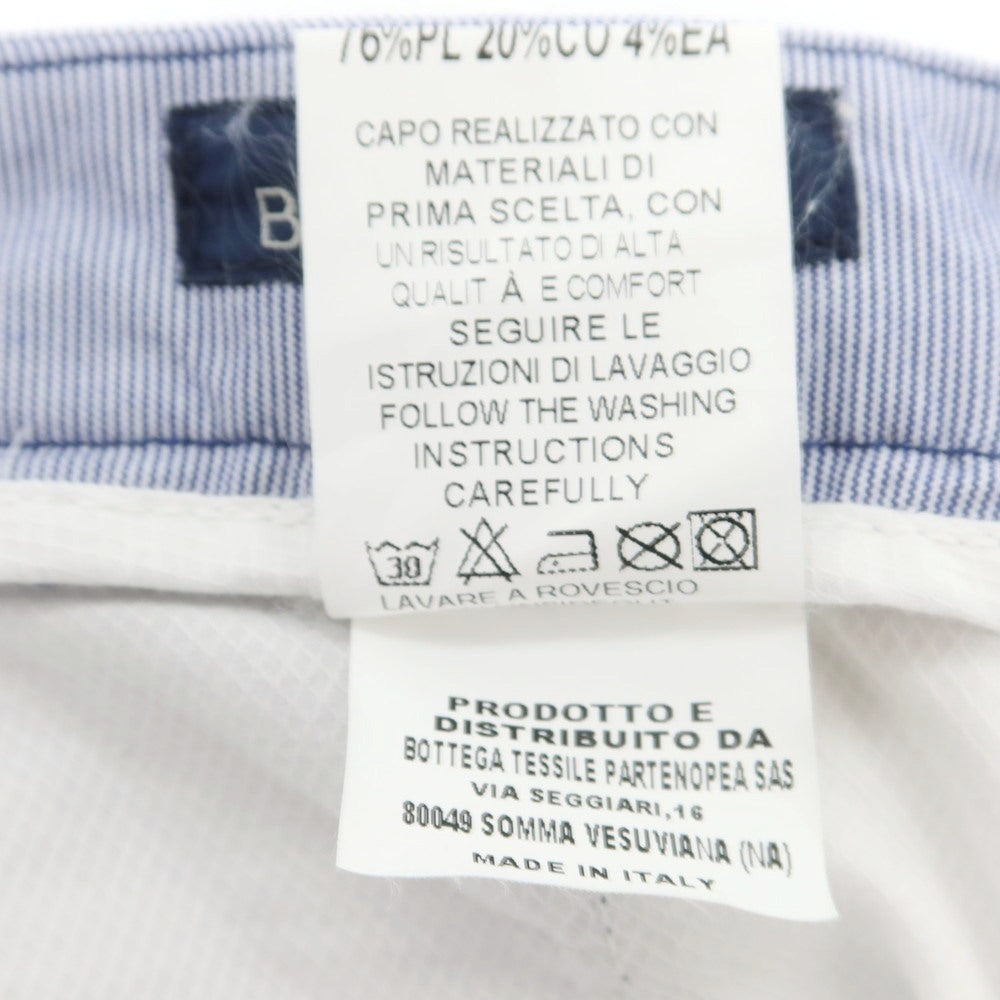 76%PL 20%CO 4%EA
B
CAPO REALIZZATO CON
MATERIALI DI
PRIMA SCELTA, CON
UN RISULTATO DI ALTA
QUALIT À E COMFORT
SEGUIRE LE
ISTRUZIONI DI LAVAGGIO
FOLLOW THE WASHING
INSTRUCTIONS
CAREFULLY
30
LAVARE A ROVESCIO
PRODOTTO E
DISTRIBUITO DA
BOTTEGA TESSILE PARTENOPEA SAS
VIA SEGGIARI,16
80049 SOMMA VESUVIANA (NA)
MADE IN ITALY